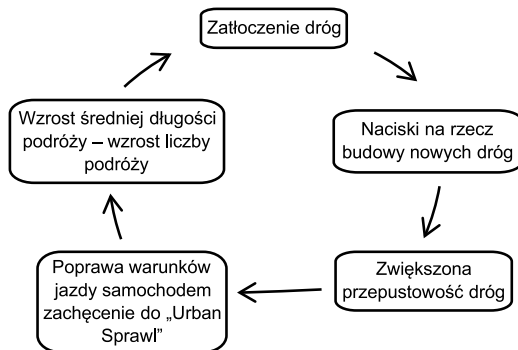 Zatłoczenie dróg
Naciski na rzecz
budowy nowych dróg
Zwiększona
przepustowość dróg
Poprawa warunków
jazdy samochodem
zachęcenie do „Urban
Sprawl”
Wzrost średniej długości
podróży – wzrost liczby
podróży